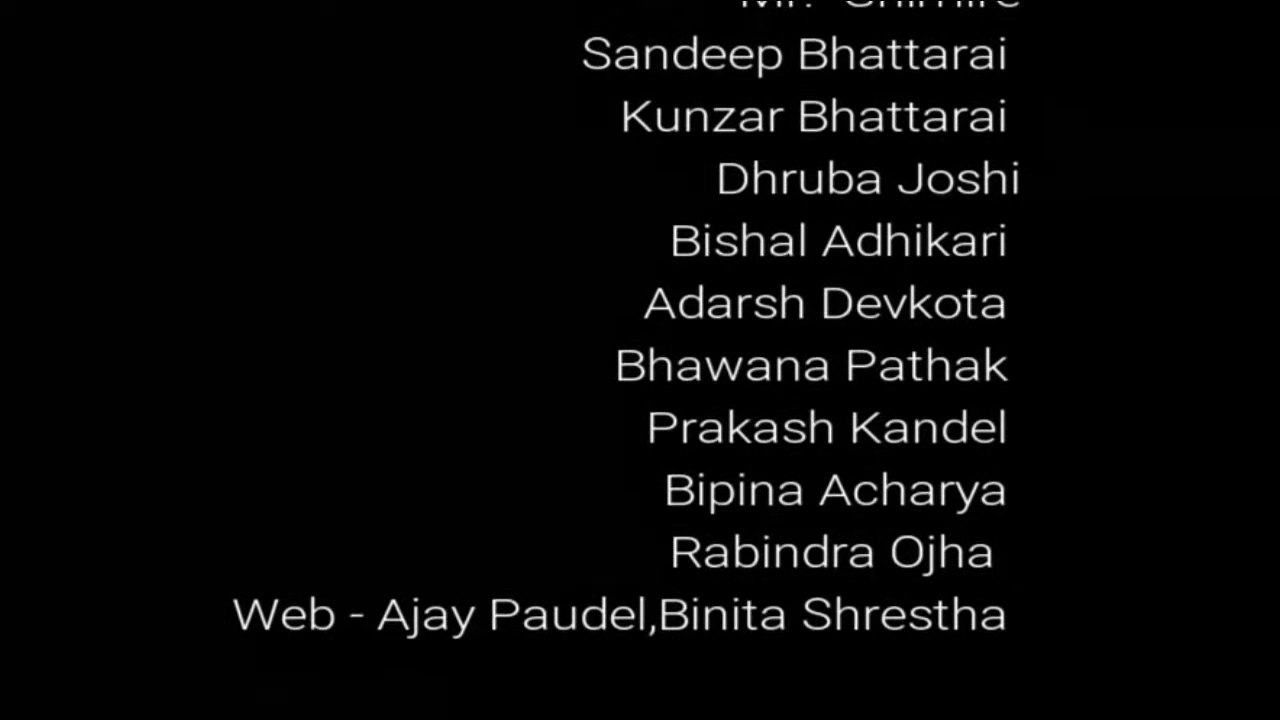 Sandeep Bhattarai
Kunzar Bhattarai
Dhruba Joshi
Bishal Adhikari
Adarsh Devkota
Bhawana Pathak
Prakash Kandel
Bipina Acharya
Rabindra Ojha
Web - Ajay Paudel,Binita Shrestha